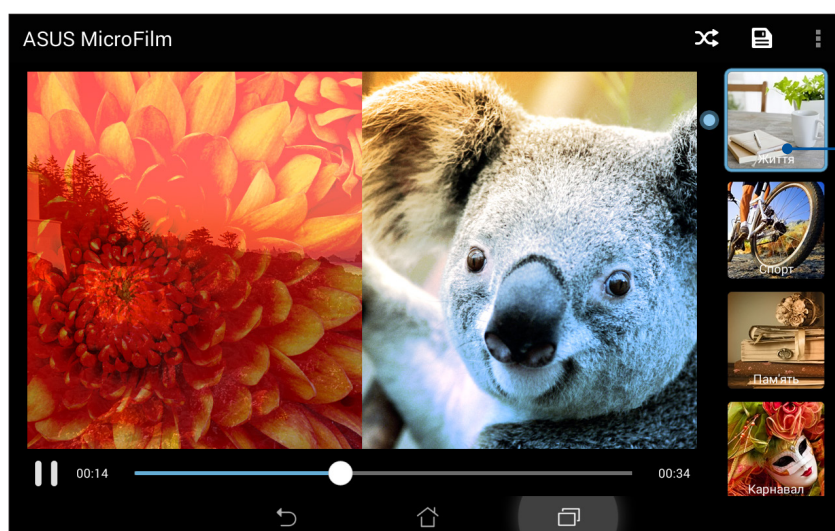 ASUS MicroFilm
Життя
Спорт
Пам'ять
Карнавал
00:14
00:34